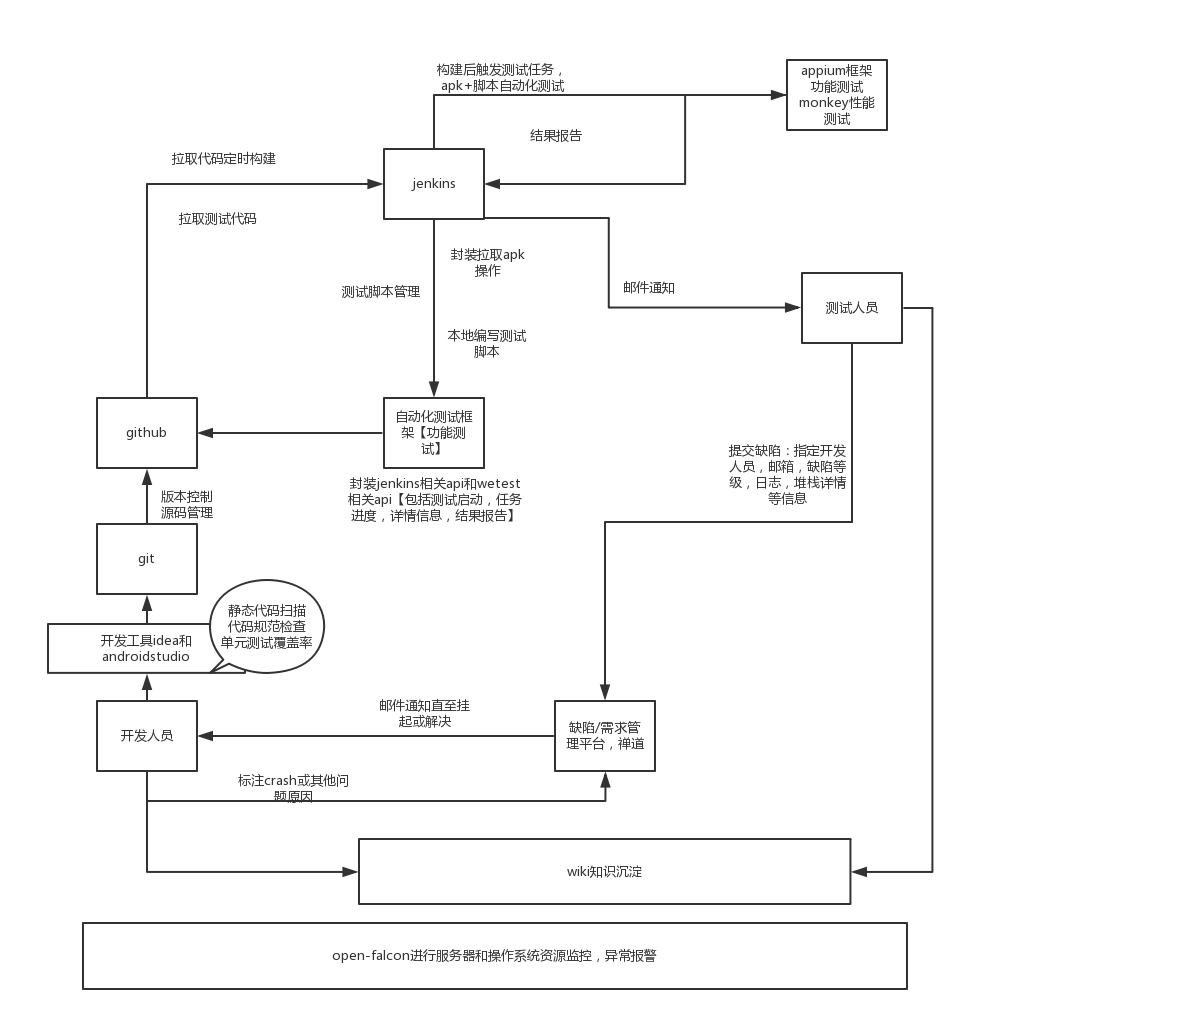 构建后触发测试任务，
apk+脚本自动化测试
appium框架
功能测试
monkey性能
测试
结果报告
拉取代码定时构建
jenkins
拉取测试代码
封装拉取apk
操作
测试脚本管理
邮件通知
测试人员
本地编写测试
脚本
github
自动化测试框
架【功能测
试】
提交缺陷：指定开发
人员，邮箱，缺陷等
级，日志，堆栈详情
等信息
封装jenkins相关api和wetest
相关api【包括测试启动，任务
进度，详情信息，结果报告】
版本控制
源码管理
git
静态代码扫描
代码规范检查
单元测试覆盖率
开发工具idea和
androidstudio
邮件通知直至挂
起或解决
开发人员
缺陷/需求管
理平台，禅道
标注crash或其他问
题原因
wiki知识沉淀
open-falcon进行服务器和操作系统资源监控，异常报警